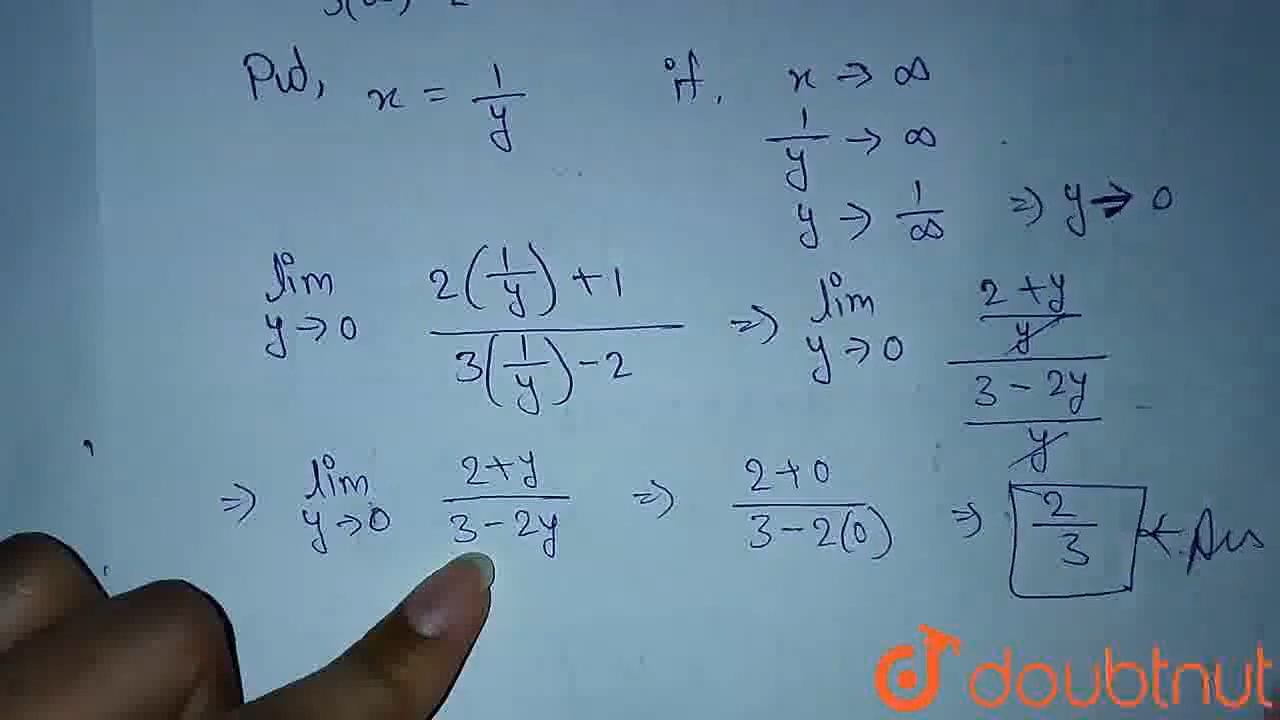 Put, x = 1/y if, x → ∞
1/y → ∞
y → 1/∞ ⇒ y → 0
lim y→0 (2(1/y) + 1)/(3(1/y) - 2) ⇒ lim y→0 ((2 + y)/y)/((3 - 2y)/y)
⇒ lim y→0 (2+y)/(3-2y) ⇒ (2+0)/(3-2(0)) ⇒ 2/3 ← Ans
doubtnut